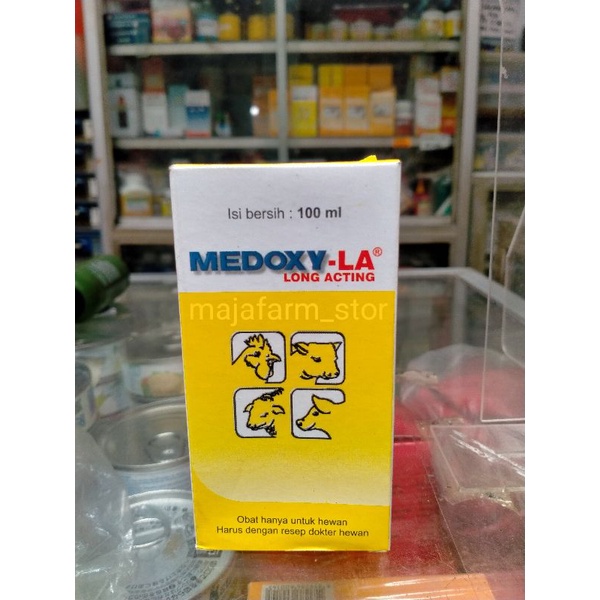 Isi bersih : 100 ml
MEDOXY-LA®
LONG ACTING
majafarm_stor
Obat hanya untuk hewan
Harus dengan resep dokter hewan